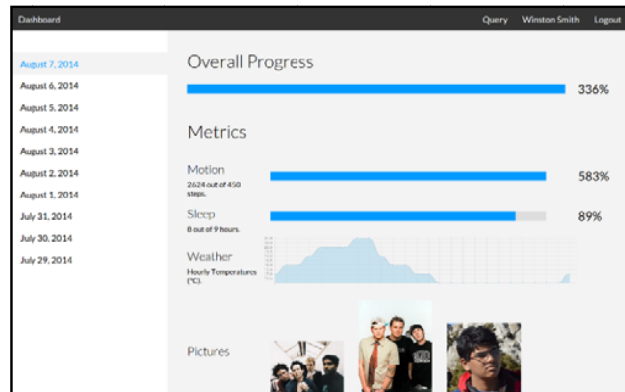 Dashboard
Query Winston Smith Logout
August 7, 2014
August 6, 2014
August 5, 2014
August 4, 2014
August 3, 2014
August 2, 2014
August 1, 2014
July 31, 2014
July 30, 2014
July 29, 2014
Overall Progress
336%
Metrics
Motion
2624 out of 450
steps.
583%
Sleep
8 out of 9 hours.
89%
Weather
Hourly Temperatures
(°C).
Pictures